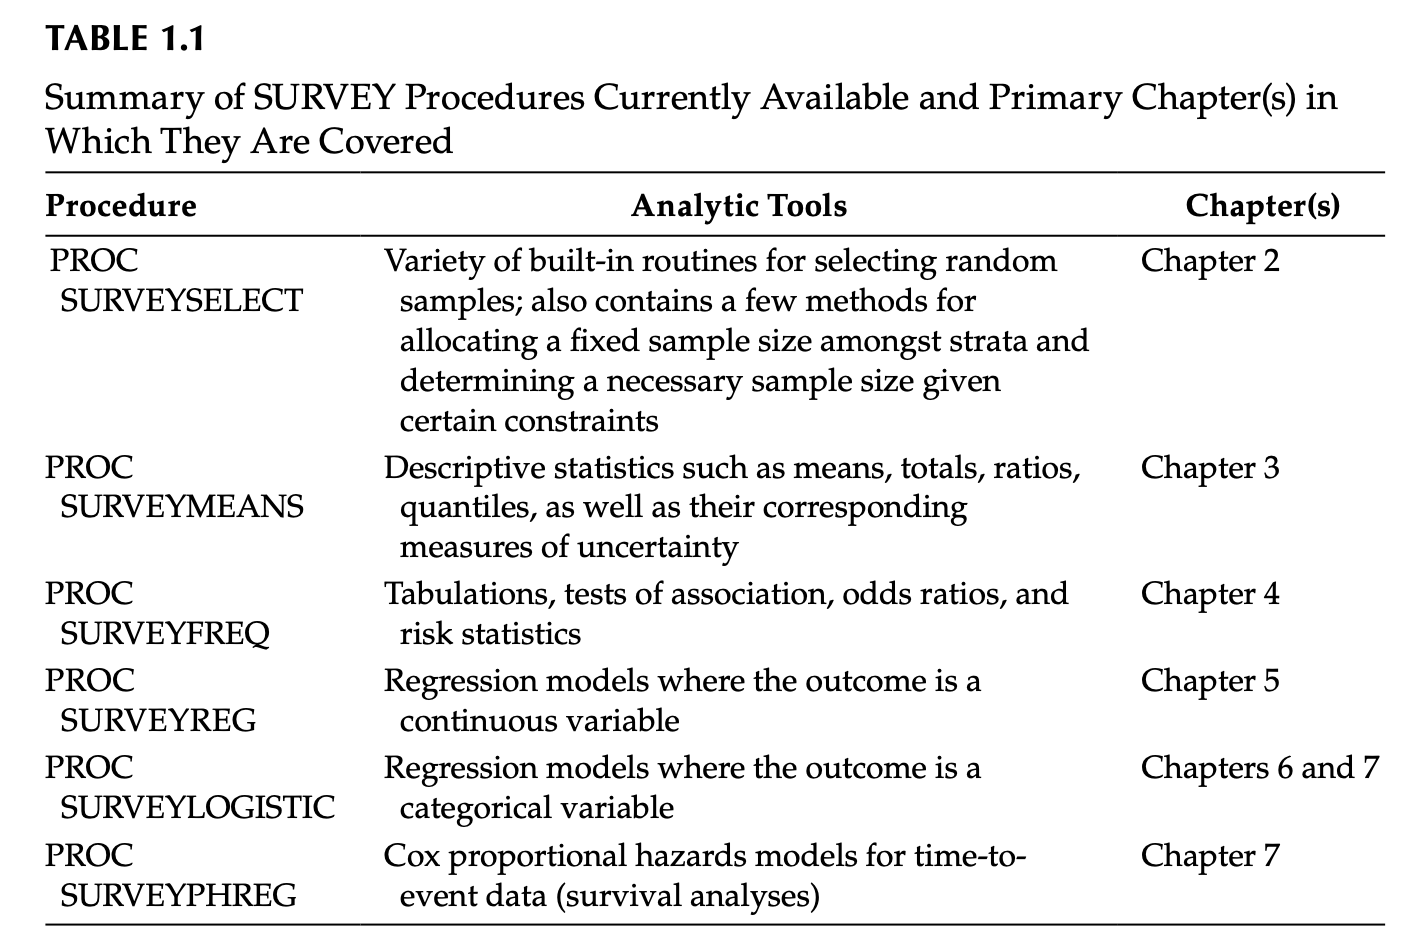 TABLE 1.1
Summary of SURVEY Procedures Currently Available and Primary Chapter(s) in
Which They Are Covered
Procedure Analytic Tools Chapter(s)
PROC Variety of built-in routines for selecting random Chapter 2
SURVEYSELECT samples; also contains a few methods for
allocating a fixed sample size amongst strata and
determining a necessary sample size given
certain constraints
PROC Descriptive statistics such as means, totals, ratios, Chapter 3
SURVEYMEANS quantiles, as well as their corresponding
measures of uncertainty
PROC Tabulations, tests of association, odds ratios, and Chapter 4
SURVEYFREQ risk statistics
PROC Regression models where the outcome is a Chapter 5
SURVEYREG continuous variable
PROC Regression models where the outcome is a Chapters 6 and 7
SURVEYLOGISTIC categorical variable
PROC Cox proportional hazards models for time-to- Chapter 7
SURVEYPHREG event data (survival analyses)